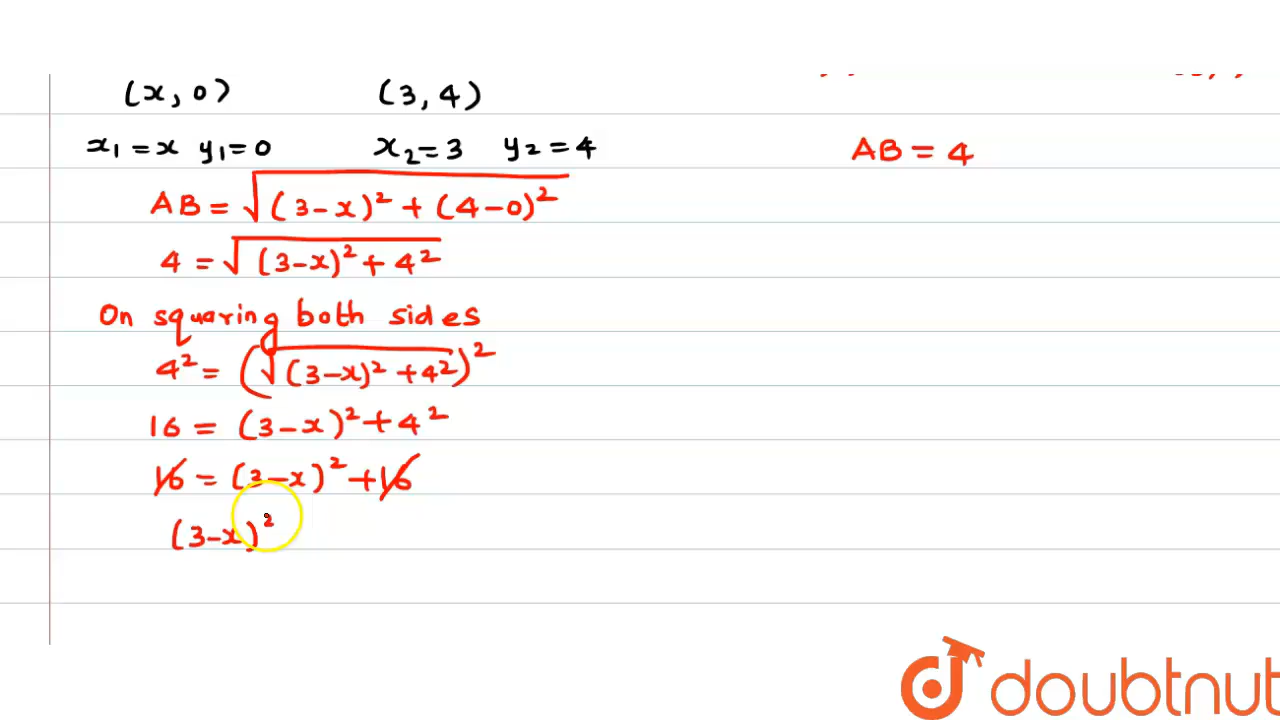 (x, 0) (3, 4)
x₁ = x y₁ = 0 x₂ = 3 y₂ = 4
AB = 4
AB = √((3-x)² + (4-0)²)
4 = √((3-x)² + 4²)
On squaring both sides
4² = (√((3-x)² + 4²))²
16 = (3-x)² + 4²
16 = (3-x)² + 16
(3-x)²
doubtnut